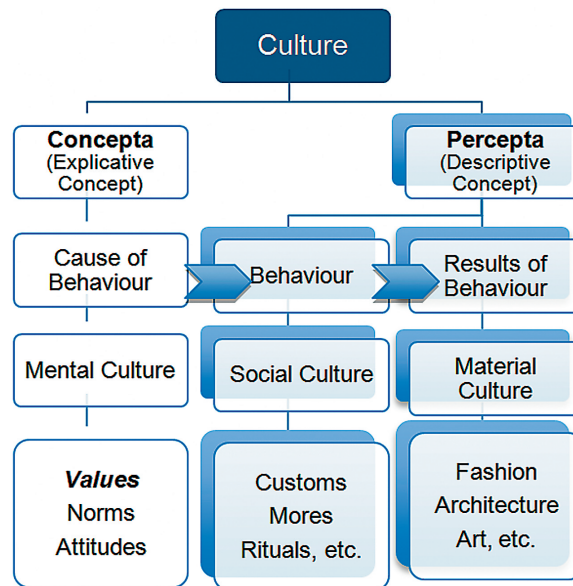 Culture
Concepta
(Explicative
Concept)
Percepta
(Descriptive
Concept)
Cause of
Behaviour
Behaviour
Results of
Behaviour
Mental Culture
Social Culture
Material
Culture
Values
Norms
Attitudes
Customs
Mores
Rituals, etc.
Fashion
Architecture
Art, etc.